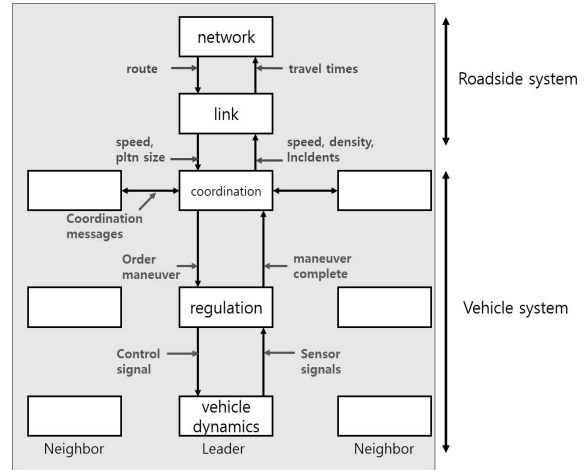 network
route
travel times
Roadside system
link
speed,
pltn size
speed, density,
Incldents
coordination
Coordination
messages
Order
maneuver
maneuver
complete
regulation
Vehicle system
Control
signal
Sensor
signals
vehicle
dynamics
Neighbor
Leader
Neighbor